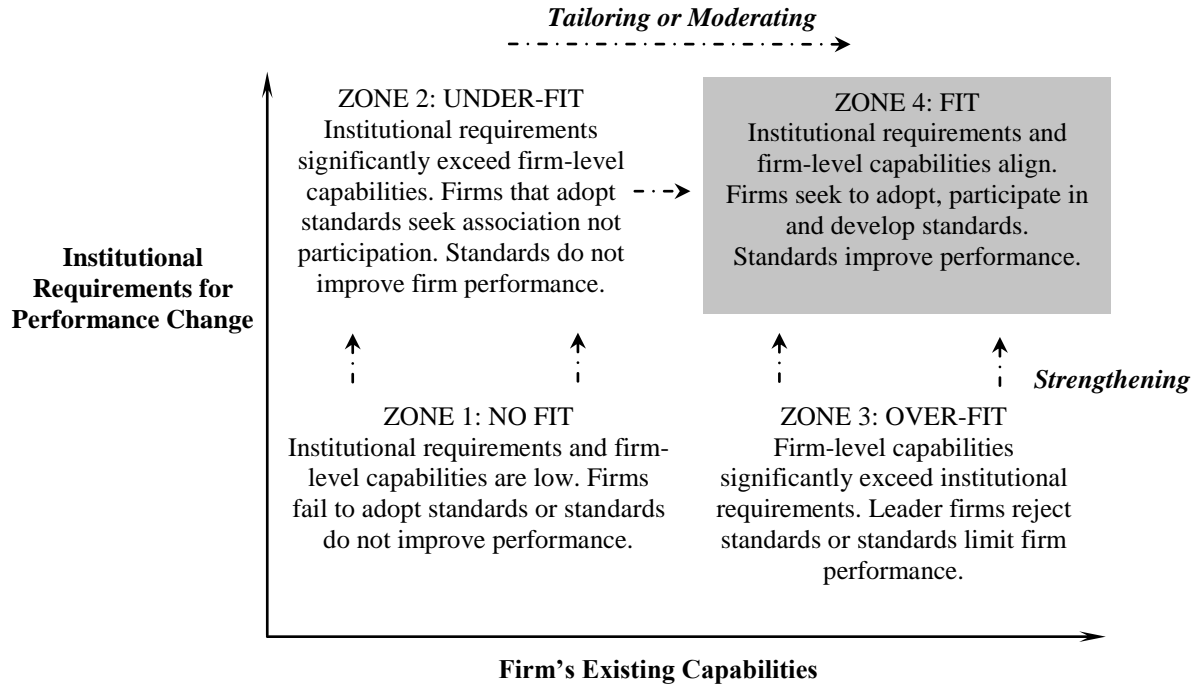 Tailoring or Moderating
ZONE 2: UNDER-FIT
Institutional requirements
significantly exceed firm-level
capabilities. Firms that adopt
standards seek association not
participation. Standards do not
improve firm performance.
ZONE 4: FIT
Institutional requirements and
firm-level capabilities align.
Firms seek to adopt, participate in
and develop standards.
Standards improve performance.
Institutional
Requirements for
Performance Change
Strengthening
ZONE 1: NO FIT
Institutional requirements and firm-
level capabilities are low. Firms
fail to adopt standards or standards
do not improve performance.
ZONE 3: OVER-FIT
Firm-level capabilities
significantly exceed institutional
requirements. Leader firms reject
standards or standards limit firm
performance.
Firm's Existing Capabilities